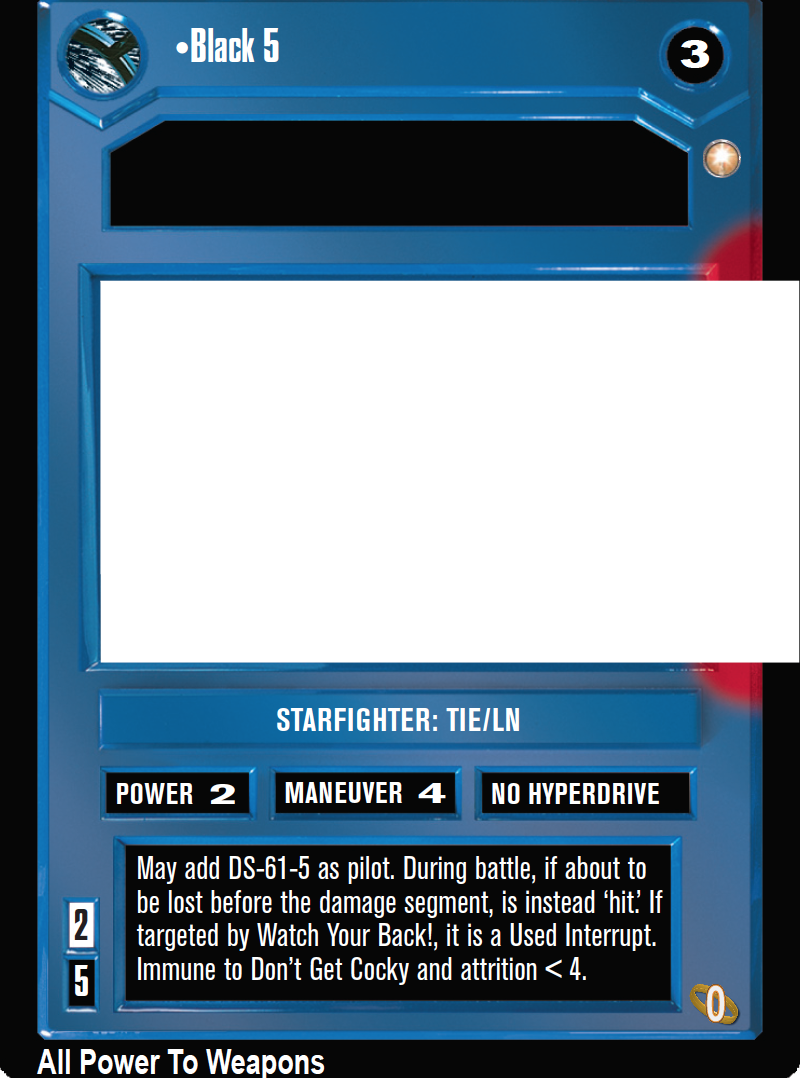 •Black 5
3
STARFIGHTER: TIE/LN
POWER 2
MANEUVER 4
NO HYPERDRIVE
May add DS-61-5 as pilot. During battle, if about to
be lost before the damage segment, is instead ‘hit.’ If
targeted by Watch Your Back!, it is a Used Interrupt.
Immune to Don’t Get Cocky and attrition < 4.
2
5
0
All Power To Weapons